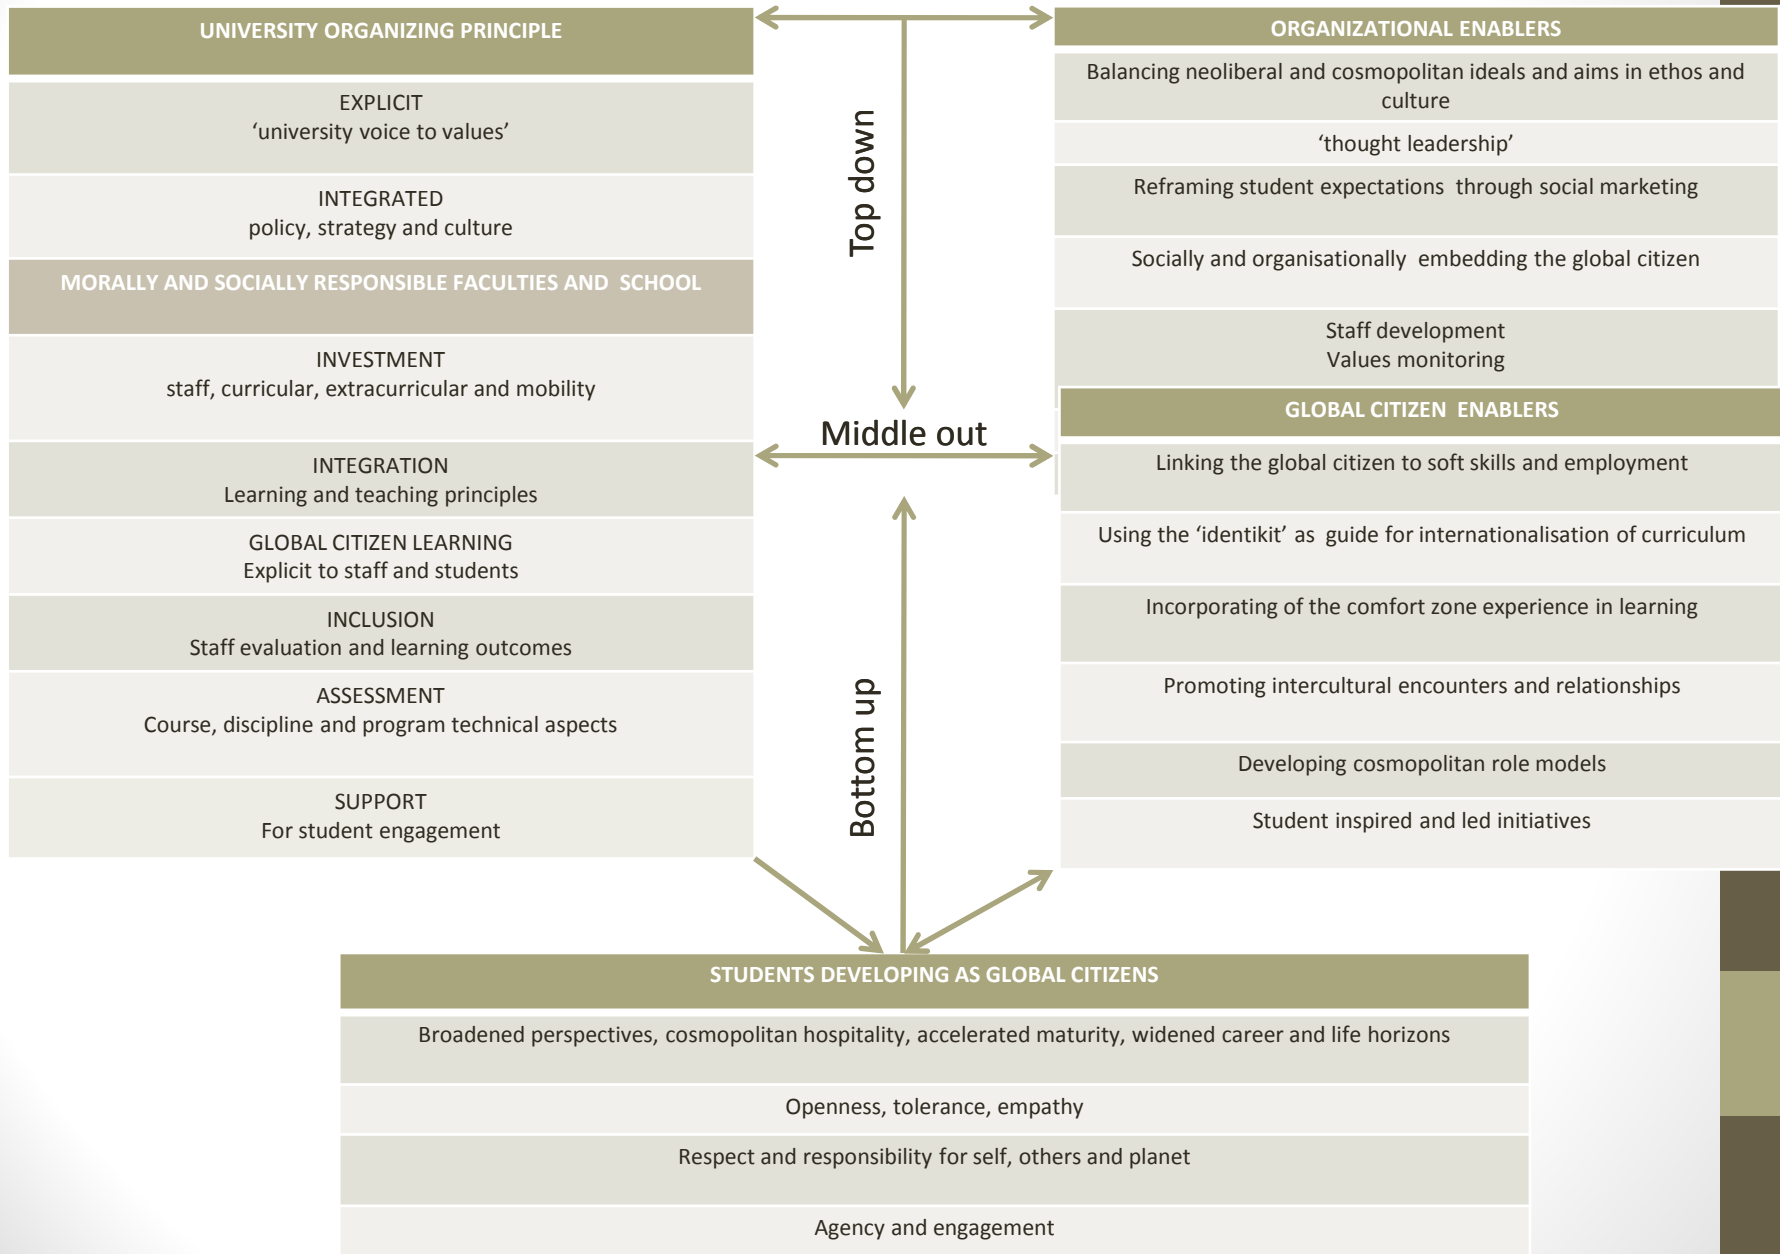 UNIVERSITY ORGANIZING PRINCIPLE
EXPLICIT
‘university voice to values’
INTEGRATED
policy, strategy and culture
MORALLY AND SOCIALLY RESPONSIBLE FACULTIES AND SCHOOL
INVESTMENT
staff, curricular, extracurricular and mobility
INTEGRATION
Learning and teaching principles
GLOBAL CITIZEN LEARNING
Explicit to staff and students
INCLUSION
Staff evaluation and learning outcomes
ASSESSMENT
Course, discipline and program technical aspects
SUPPORT
For student engagement
Top down
Middle out
Bottom up
ORGANIZATIONAL ENABLERS
Balancing neoliberal and cosmopolitan ideals and aims in ethos and
culture
‘thought leadership’
Reframing student expectations through social marketing
Socially and organisationally embedding the global citizen
Staff development
Values monitoring
GLOBAL CITIZEN ENABLERS
Linking the global citizen to soft skills and employment
Using the ‘identikit’ as guide for internationalisation of curriculum
Incorporating of the comfort zone experience in learning
Promoting intercultural encounters and relationships
Developing cosmopolitan role models
Student inspired and led initiatives
STUDENTS DEVELOPING AS GLOBAL CITIZENS
Broadened perspectives, cosmopolitan hospitality, accelerated maturity, widened career and life horizons
Openness, tolerance, empathy
Respect and responsibility for self, others and planet
Agency and engagement